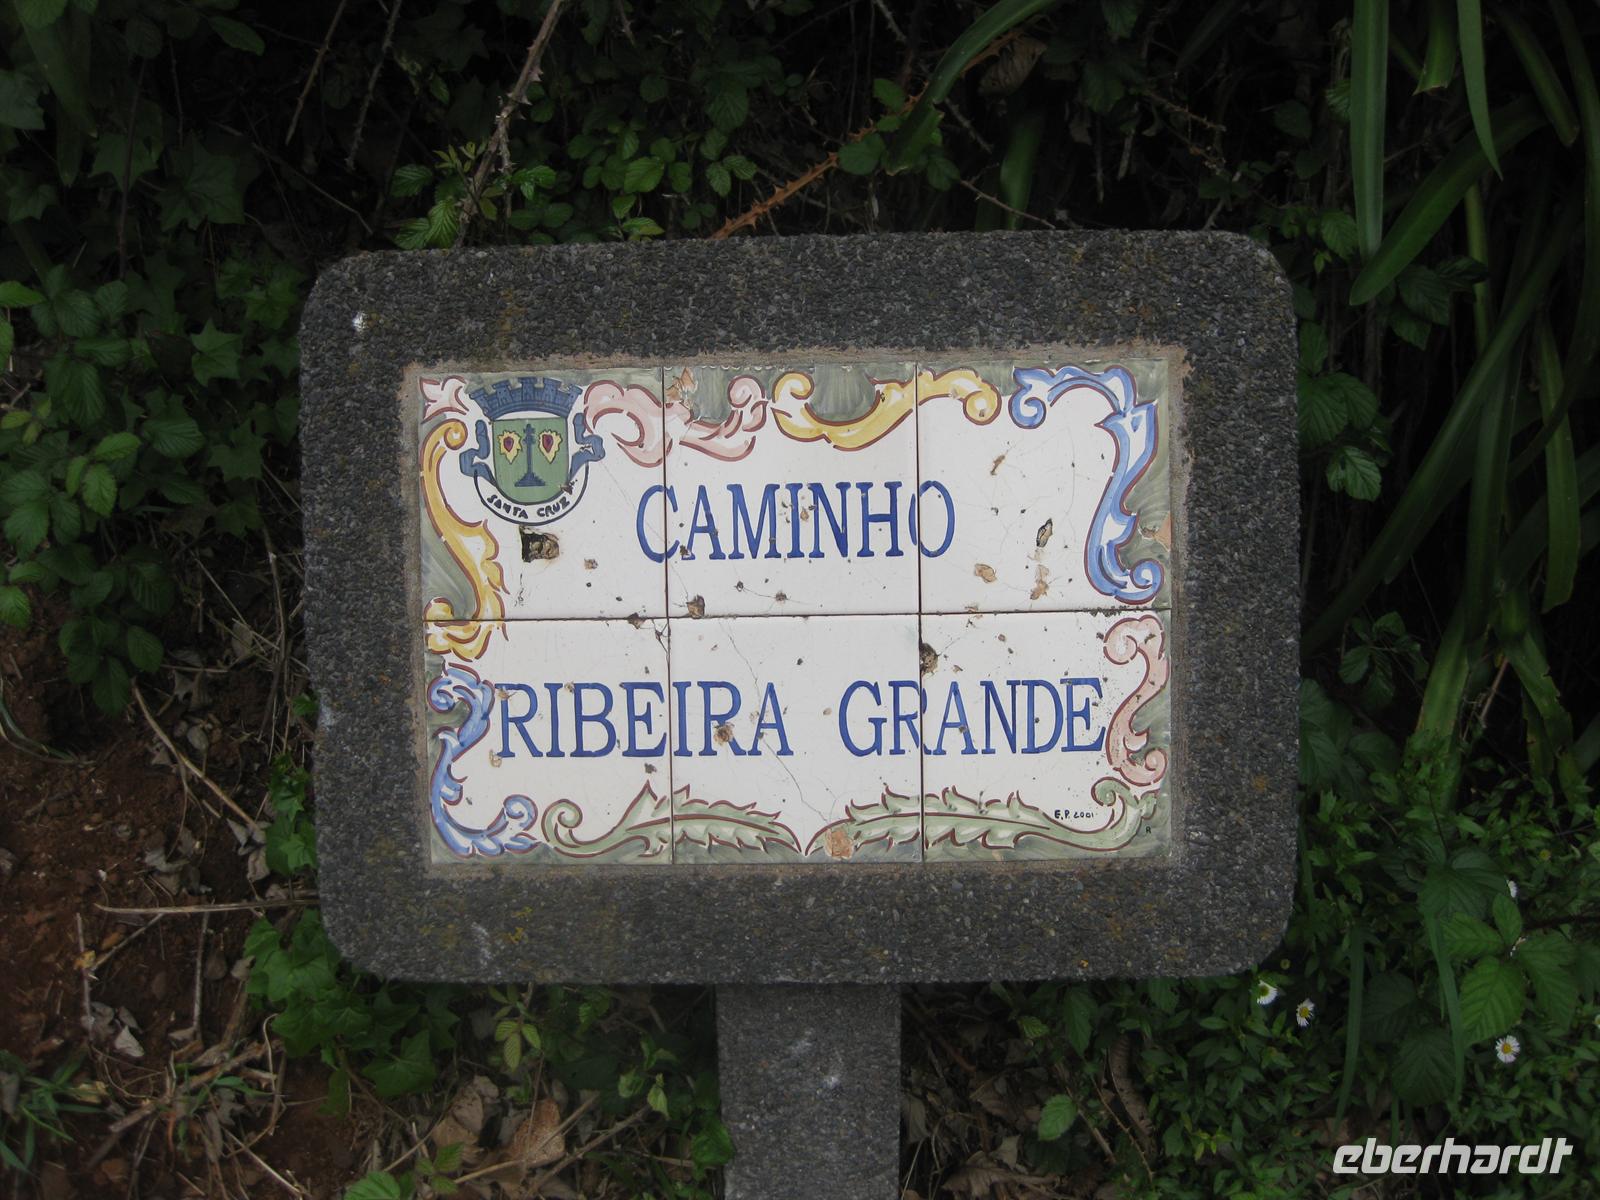 SANTA CRUZ
CAMINHO
RIBEIRA GRANDE
E.P. 2001
R
eberhardt